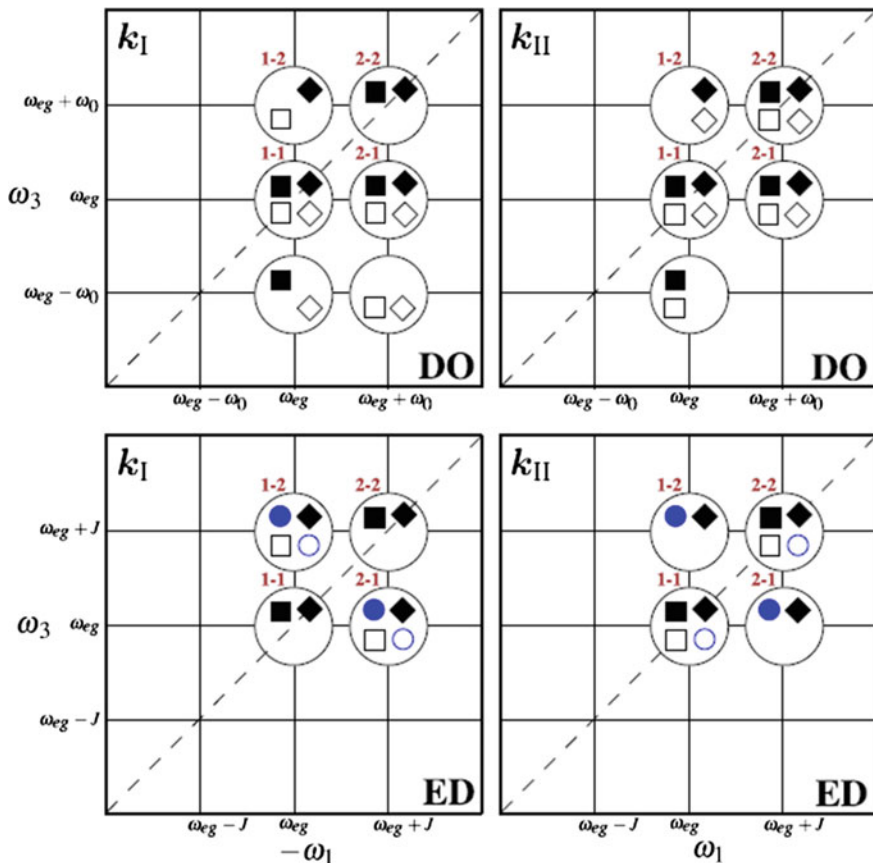 k_I
1-2 2-2
ω_eg + ω_0
1-1 2-1
ω_3 ω_eg
ω_eg − ω_0
DO
ω_eg − ω_0 ω_eg ω_eg + ω_0
k_II
1-2 2-2
1-1 2-1
DO
ω_eg − ω_0 ω_eg ω_eg + ω_0
k_I
1-2 2-2
ω_eg + J
1-1 2-1
ω_3 ω_eg
ω_eg − J
ED
ω_eg − J ω_eg ω_eg + J
−ω_1
k_II
1-2 2-2
1-1 2-1
ED
ω_eg − J ω_eg ω_eg + J
ω_1